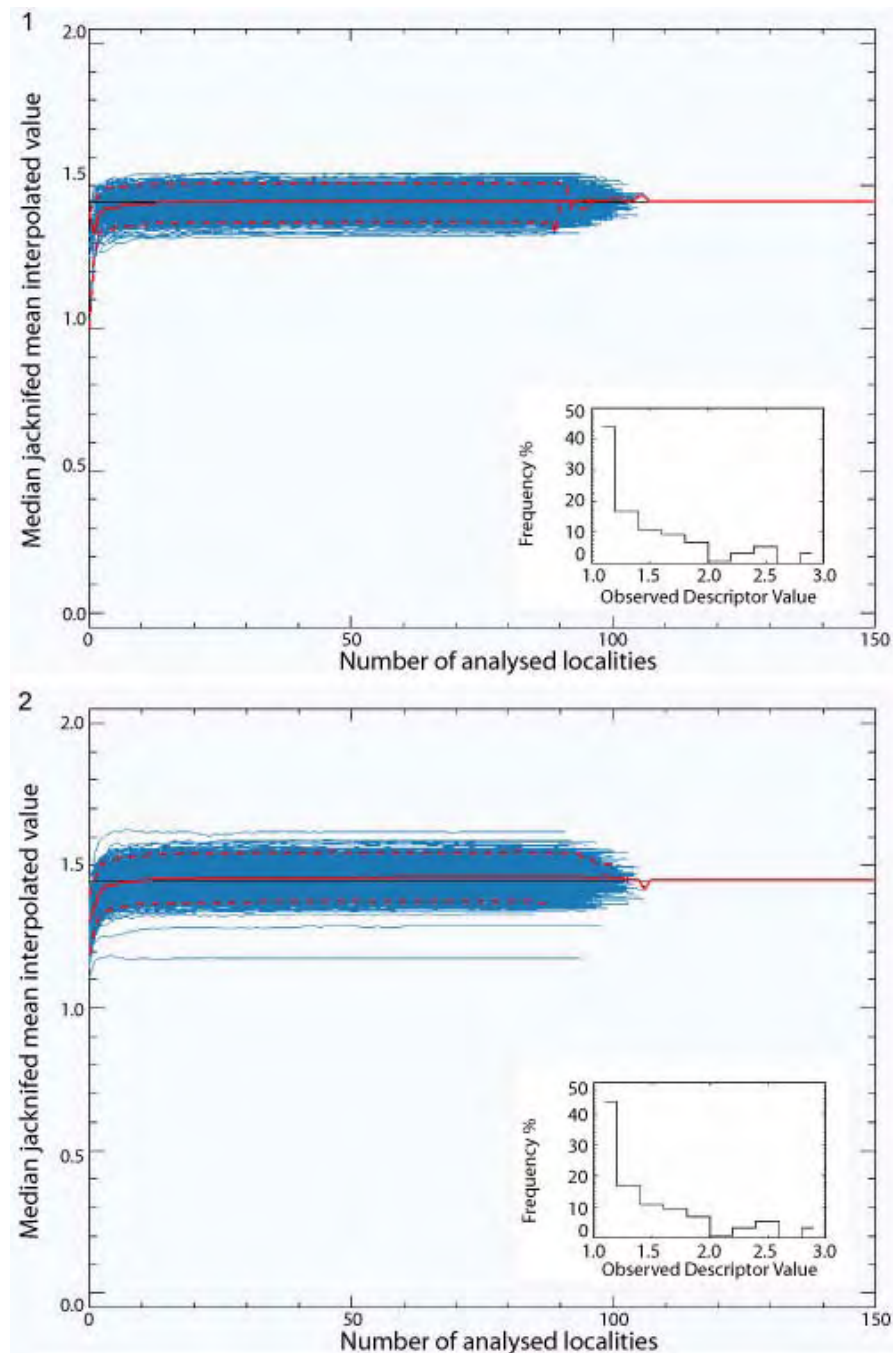 1
2.0
1.5
1.0
0.5
0.0
Median jacknifed mean interpolated value
50
40
30
20
10
0
Frequency %
1.0 1.5 2.0 2.5 3.0
Observed Descriptor Value
0 50 100 150
Number of analysed localities
2
2.0
1.5
1.0
0.5
0.0
Median jacknifed mean interpolated value
50
40
30
20
10
0
Frequency %
1.0 1.5 2.0 2.5 3.0
Observed Descriptor Value
0 50 100 150
Number of analysed localities